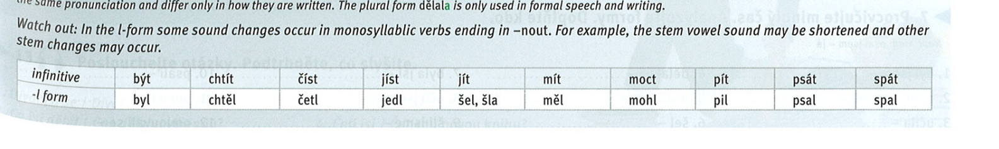 the same pronunciation and differ only in how they are written. The plural form dělala is only used in formal speech and writing.
Watch out: In the l-form some sound changes occur in monosyllablic verbs ending in –nout. For example, the stem vowel sound may be shortened and other
stem changes may occur.
infinitive být chtít číst jíst jít mít moct pít psát spát
-l form byl chtěl četl jedl šel, šla měl mohl pil psal spal